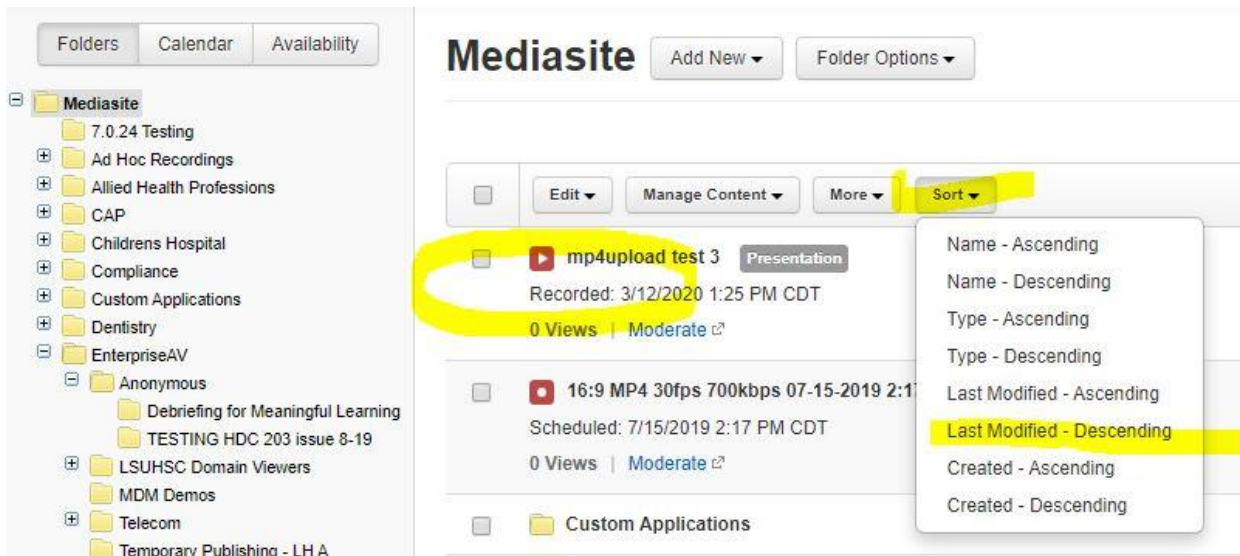 Folders Calendar Availability
Mediasite
7.0.24 Testing
Ad Hoc Recordings
Allied Health Professions
CAP
Childrens Hospital
Compliance
Custom Applications
Dentistry
EnterpriseAV
Anonymous
Debriefing for Meaningful Learning
TESTING HDC 203 issue 8-19
LSUHSC Domain Viewers
MDM Demos
Telecom
Temporary Publishing - LH A
Mediasite Add New Folder Options
Edit Manage Content More Sort
mp4upload test 3 Presentation
Recorded: 3/12/2020 1:25 PM CDT
0 Views | Moderate
16:9 MP4 30fps 700kbps 07-15-2019 2:17
Scheduled: 7/15/2019 2:17 PM CDT
0 Views | Moderate
Custom Applications
Name - Ascending
Name - Descending
Type - Ascending
Type - Descending
Last Modified - Ascending
Last Modified - Descending
Created - Ascending
Created - Descending